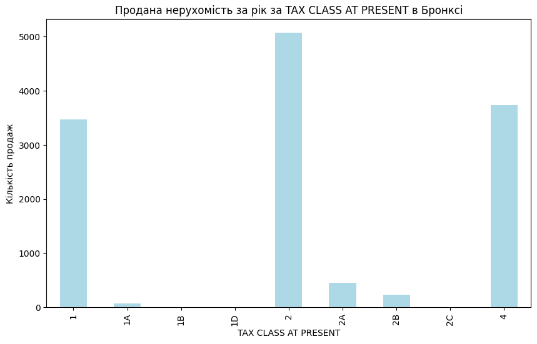 Продана нерухомість за рік за TAX CLASS AT PRESENT в Бронксі
Кількість продаж
5000
4000
3000
2000
1000
0
1
1A
1B
1D
2
2A
2B
2C
4
TAX CLASS AT PRESENT